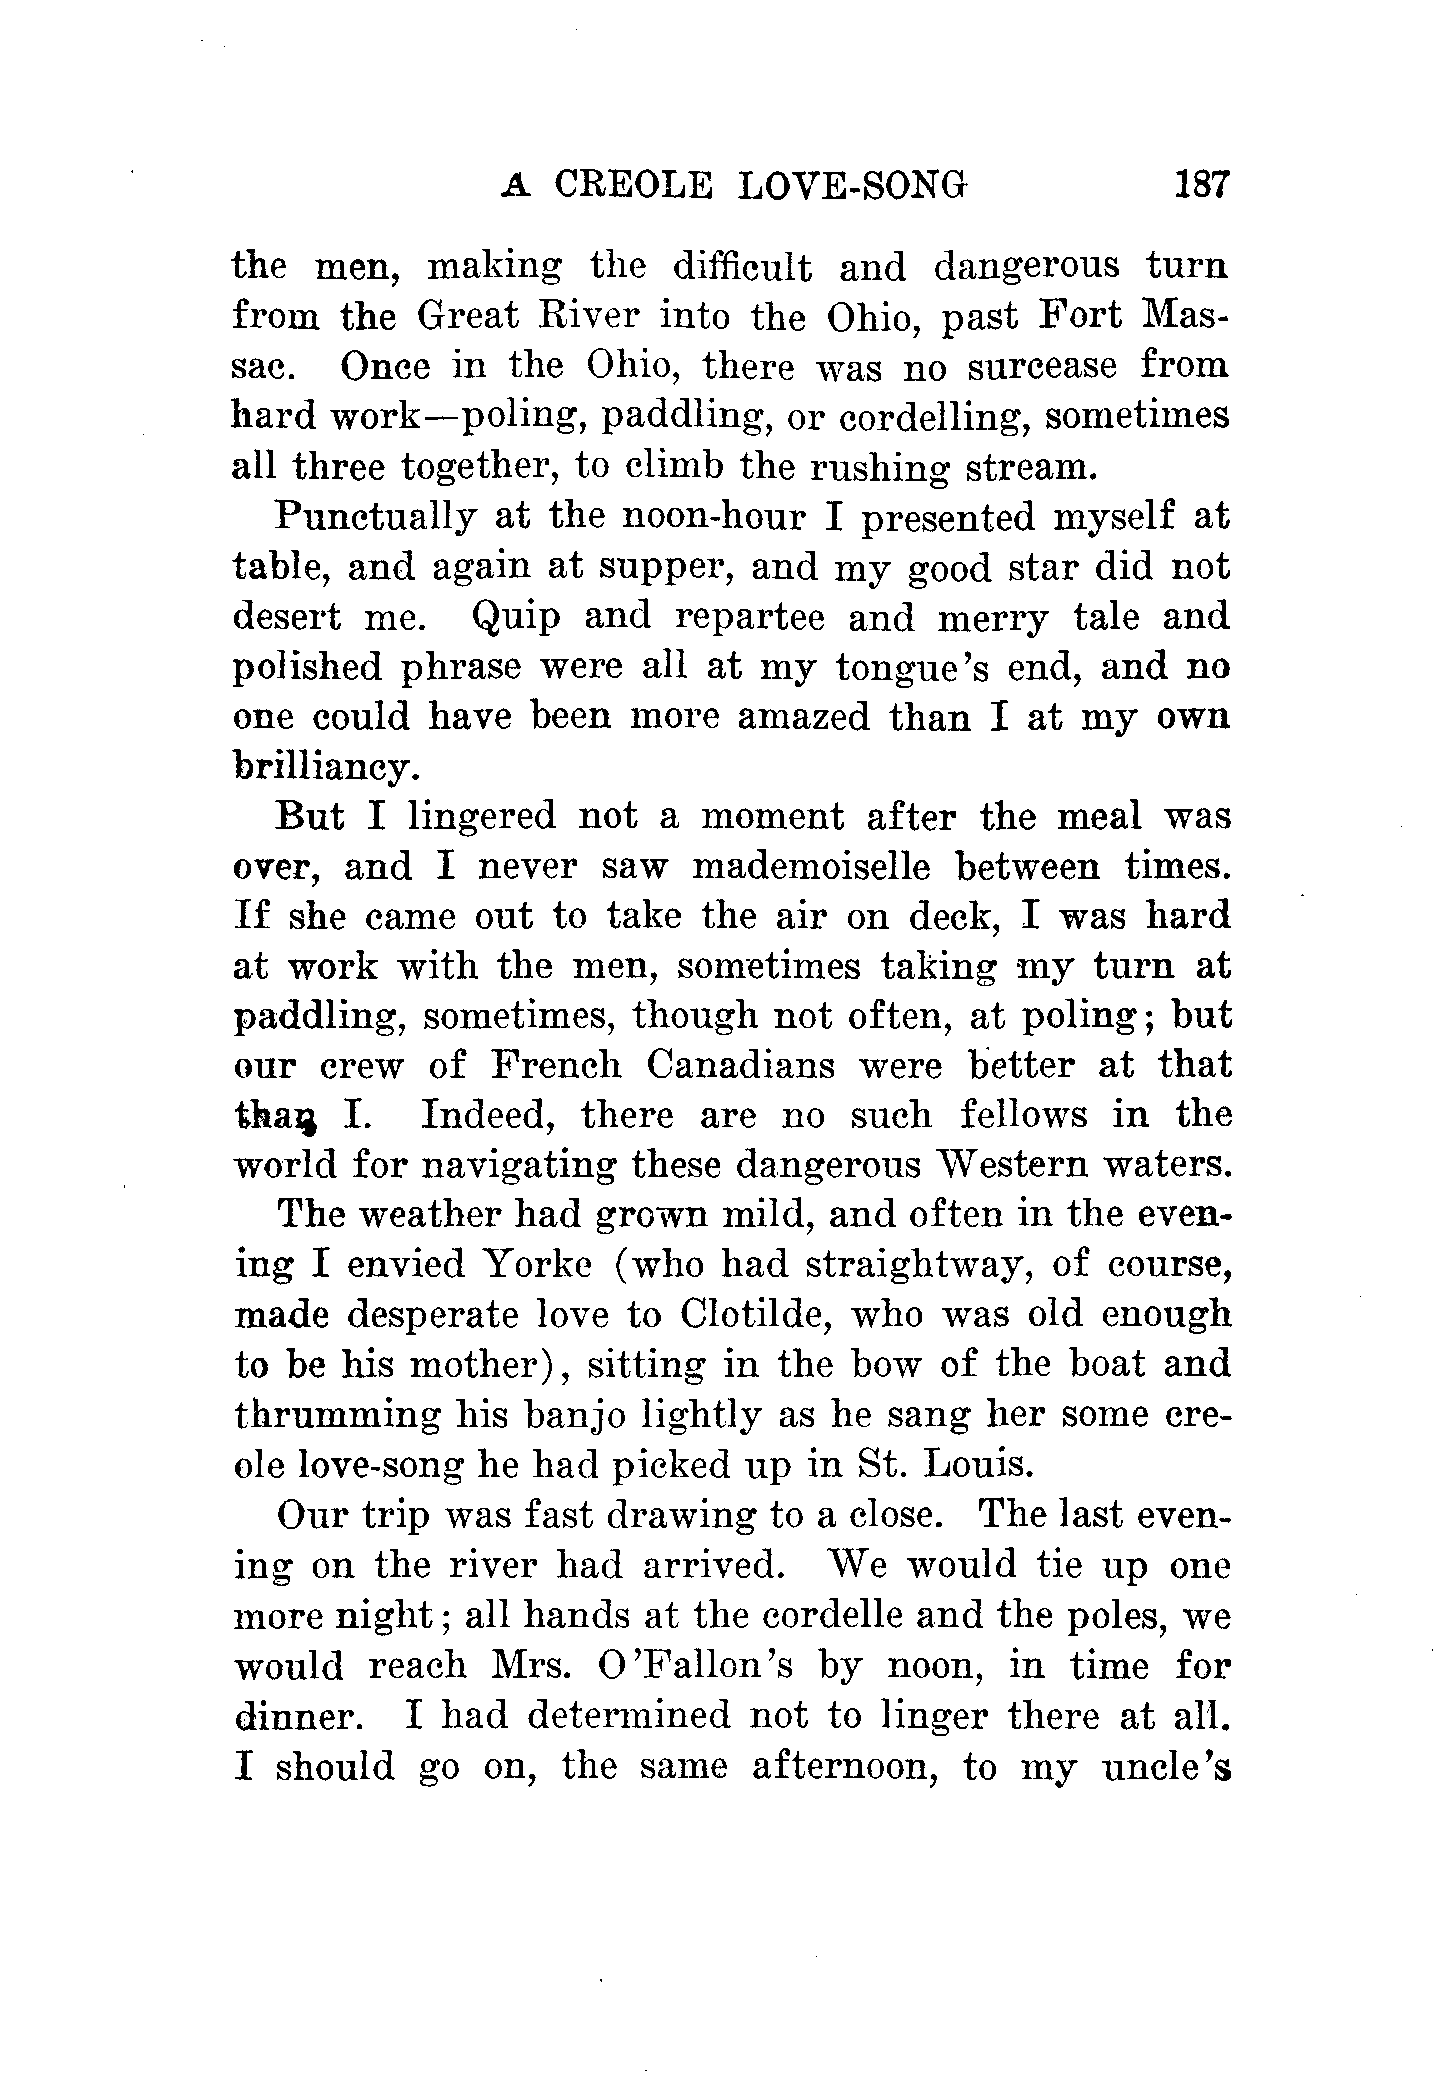 A CREOLE LOVE-SONG 187
the men, making the difficult and dangerous turn
from the Great River into the Ohio, past Fort Mas-
sac. Once in the Ohio, there was no surcease from
hard work—poling, paddling, or cordelling, sometimes
all three together, to climb the rushing stream.
Punctually at the noon-hour I presented myself at
table, and again at supper, and my good star did not
desert me. Quip and repartee and merry tale and
polished phrase were all at my tongue's end, and no
one could have been more amazed than I at my own
brilliancy.
But I lingered not a moment after the meal was
over, and I never saw mademoiselle between times.
If she came out to take the air on deck, I was hard
at work with the men, sometimes taking my turn at
paddling, sometimes, though not often, at poling; but
our crew of French Canadians were better at that
than I. Indeed, there are no such fellows in the
world for navigating these dangerous Western waters.
The weather had grown mild, and often in the even-
ing I envied Yorke (who had straightway, of course,
made desperate love to Clotilde, who was old enough
to be his mother), sitting in the bow of the boat and
thrumming his banjo lightly as he sang her some cre-
ole love-song he had picked up in St. Louis.
Our trip was fast drawing to a close. The last even-
ing on the river had arrived. We would tie up one
more night; all hands at the cordelle and the poles, we
would reach Mrs. O'Fallon's by noon, in time for
dinner. I had determined not to linger there at all.
I should go on, the same afternoon, to my uncle's